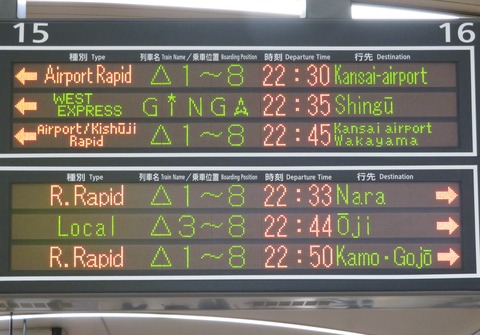 15 16
種別 Type 列車名 Train Name / 乗車位置 Boarding Position 時刻 Departure Time 行先 Destination
← Airport Rapid △1～8 22:30 Kansai-airport
← WEST EXPRESS GINGA 22:35 Shingū
← Airport/Kishūji Rapid △1～8 22:45 Kansai airport Wakayama
種別 Type 列車名 Train Name / 乗車位置 Boarding Position 時刻 Departure Time 行先 Destination
R.Rapid △1～8 22:33 Nara →
Local △3～8 22:44 Ōji →
R.Rapid △1～8 22:50 Kamo·Gojō →